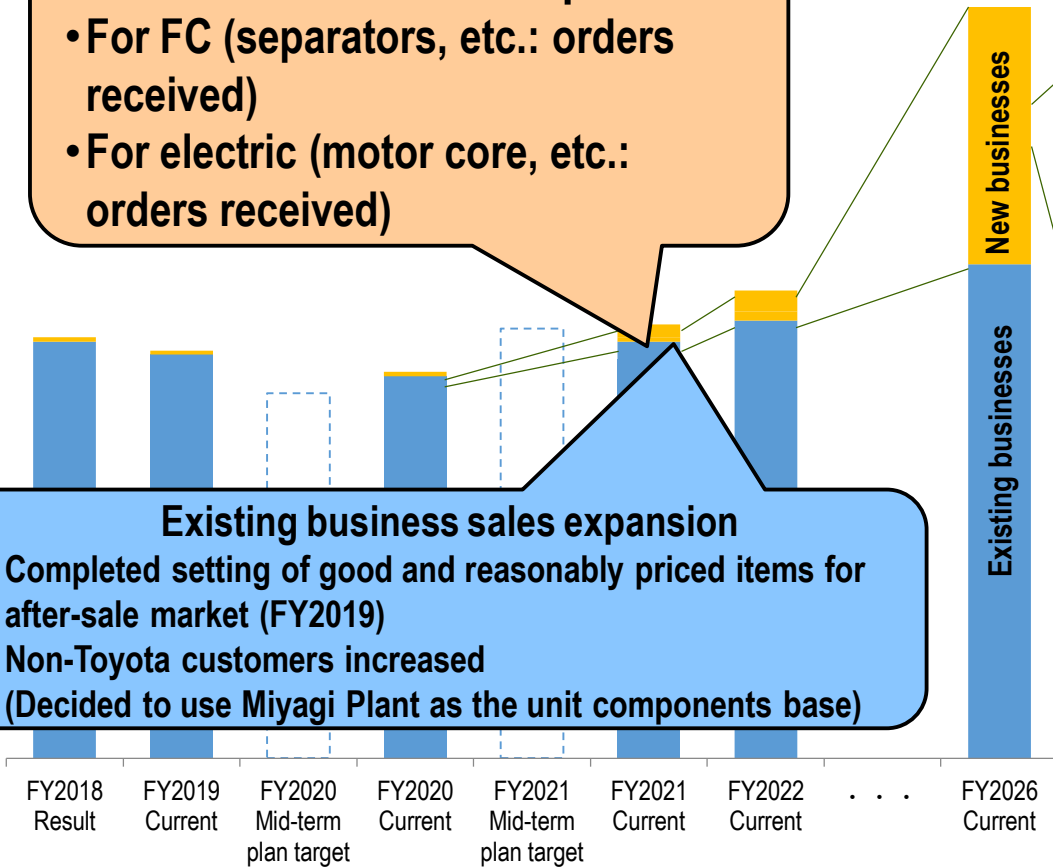 •For FC (separators, etc.: orders
received)
•For electric (motor core, etc.:
orders received)
New businesses
Existing businesses
Existing business sales expansion
Completed setting of good and reasonably priced items for
after-sale market (FY2019)
Non-Toyota customers increased
(Decided to use Miyagi Plant as the unit components base)
FY2018
Result
FY2019
Current
FY2020
Mid-term
plan target
FY2020
Current
FY2021
Mid-term
plan target
FY2021
Current
FY2022
Current
. . .
FY2026
Current